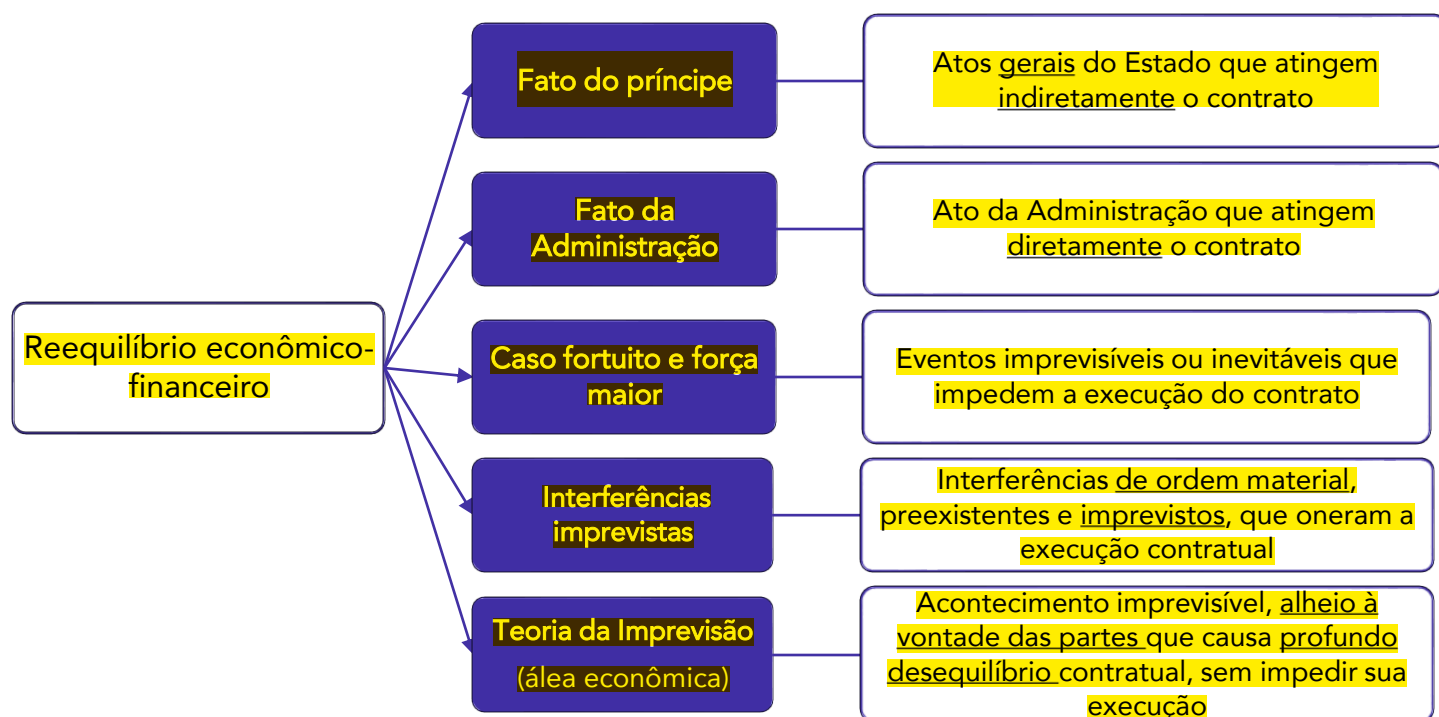 Reequilíbrio econômico-
financeiro
Fato do príncipe
Atos gerais do Estado que atingem
indiretamente o contrato
Fato da
Administração
Ato da Administração que atingem
diretamente o contrato
Caso fortuito e força
maior
Eventos imprevisíveis ou inevitáveis que
impedem a execução do contrato
Interferências
imprevistas
Interferências de ordem material,
preexistentes e imprevistos, que oneram a
execução contratual
Teoria da Imprevisão
(álea econômica)
Acontecimento imprevisível, alheio à
vontade das partes que causa profundo
desequilíbrio contratual, sem impedir sua
execução